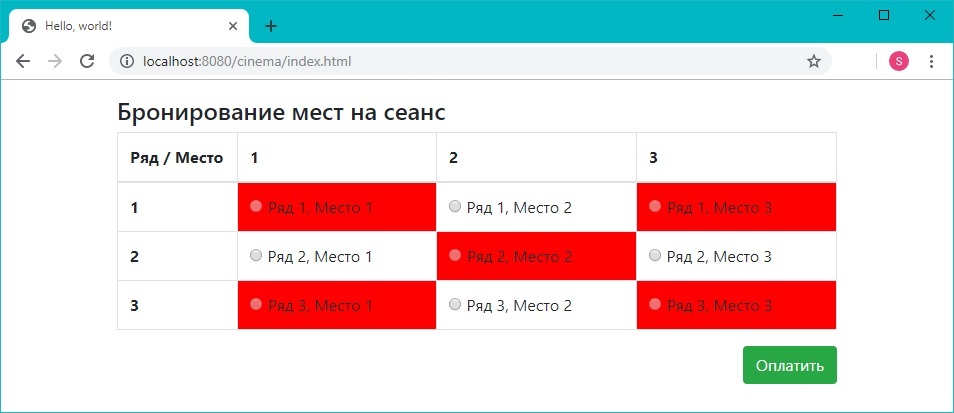 Hello, world!
localhost:8080/cinema/index.html
S
Бронирование мест на сеанс
Ряд / Место 1 2 3
1 Ряд 1, Место 1 Ряд 1, Место 2 Ряд 1, Место 3
2 Ряд 2, Место 1 Ряд 2, Место 2 Ряд 2, Место 3
3 Ряд 3, Место 1 Ряд 3, Место 2 Ряд 3, Место 3
Оплатить